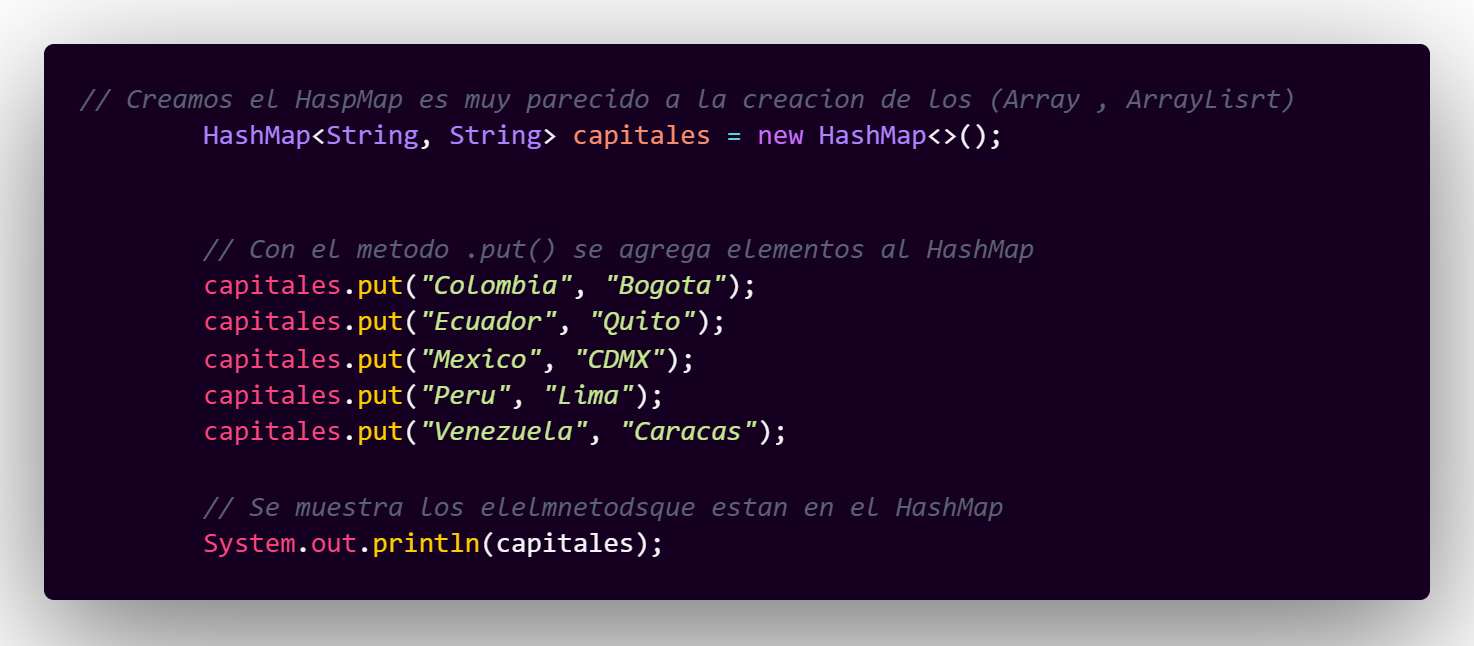 // Creamos el HaspMap es muy parecido a la creacion de los (Array , ArrayLisrt)
HashMap<String, String> capitales = new HashMap<>();
// Con el metodo .put() se agrega elementos al HashMap
capitales.put("Colombia", "Bogota");
capitales.put("Ecuador", "Quito");
capitales.put("Mexico", "CDMX");
capitales.put("Peru", "Lima");
capitales.put("Venezuela", "Caracas");
// Se muestra los elelmnetodsque estan en el HashMap
System.out.println(capitales);